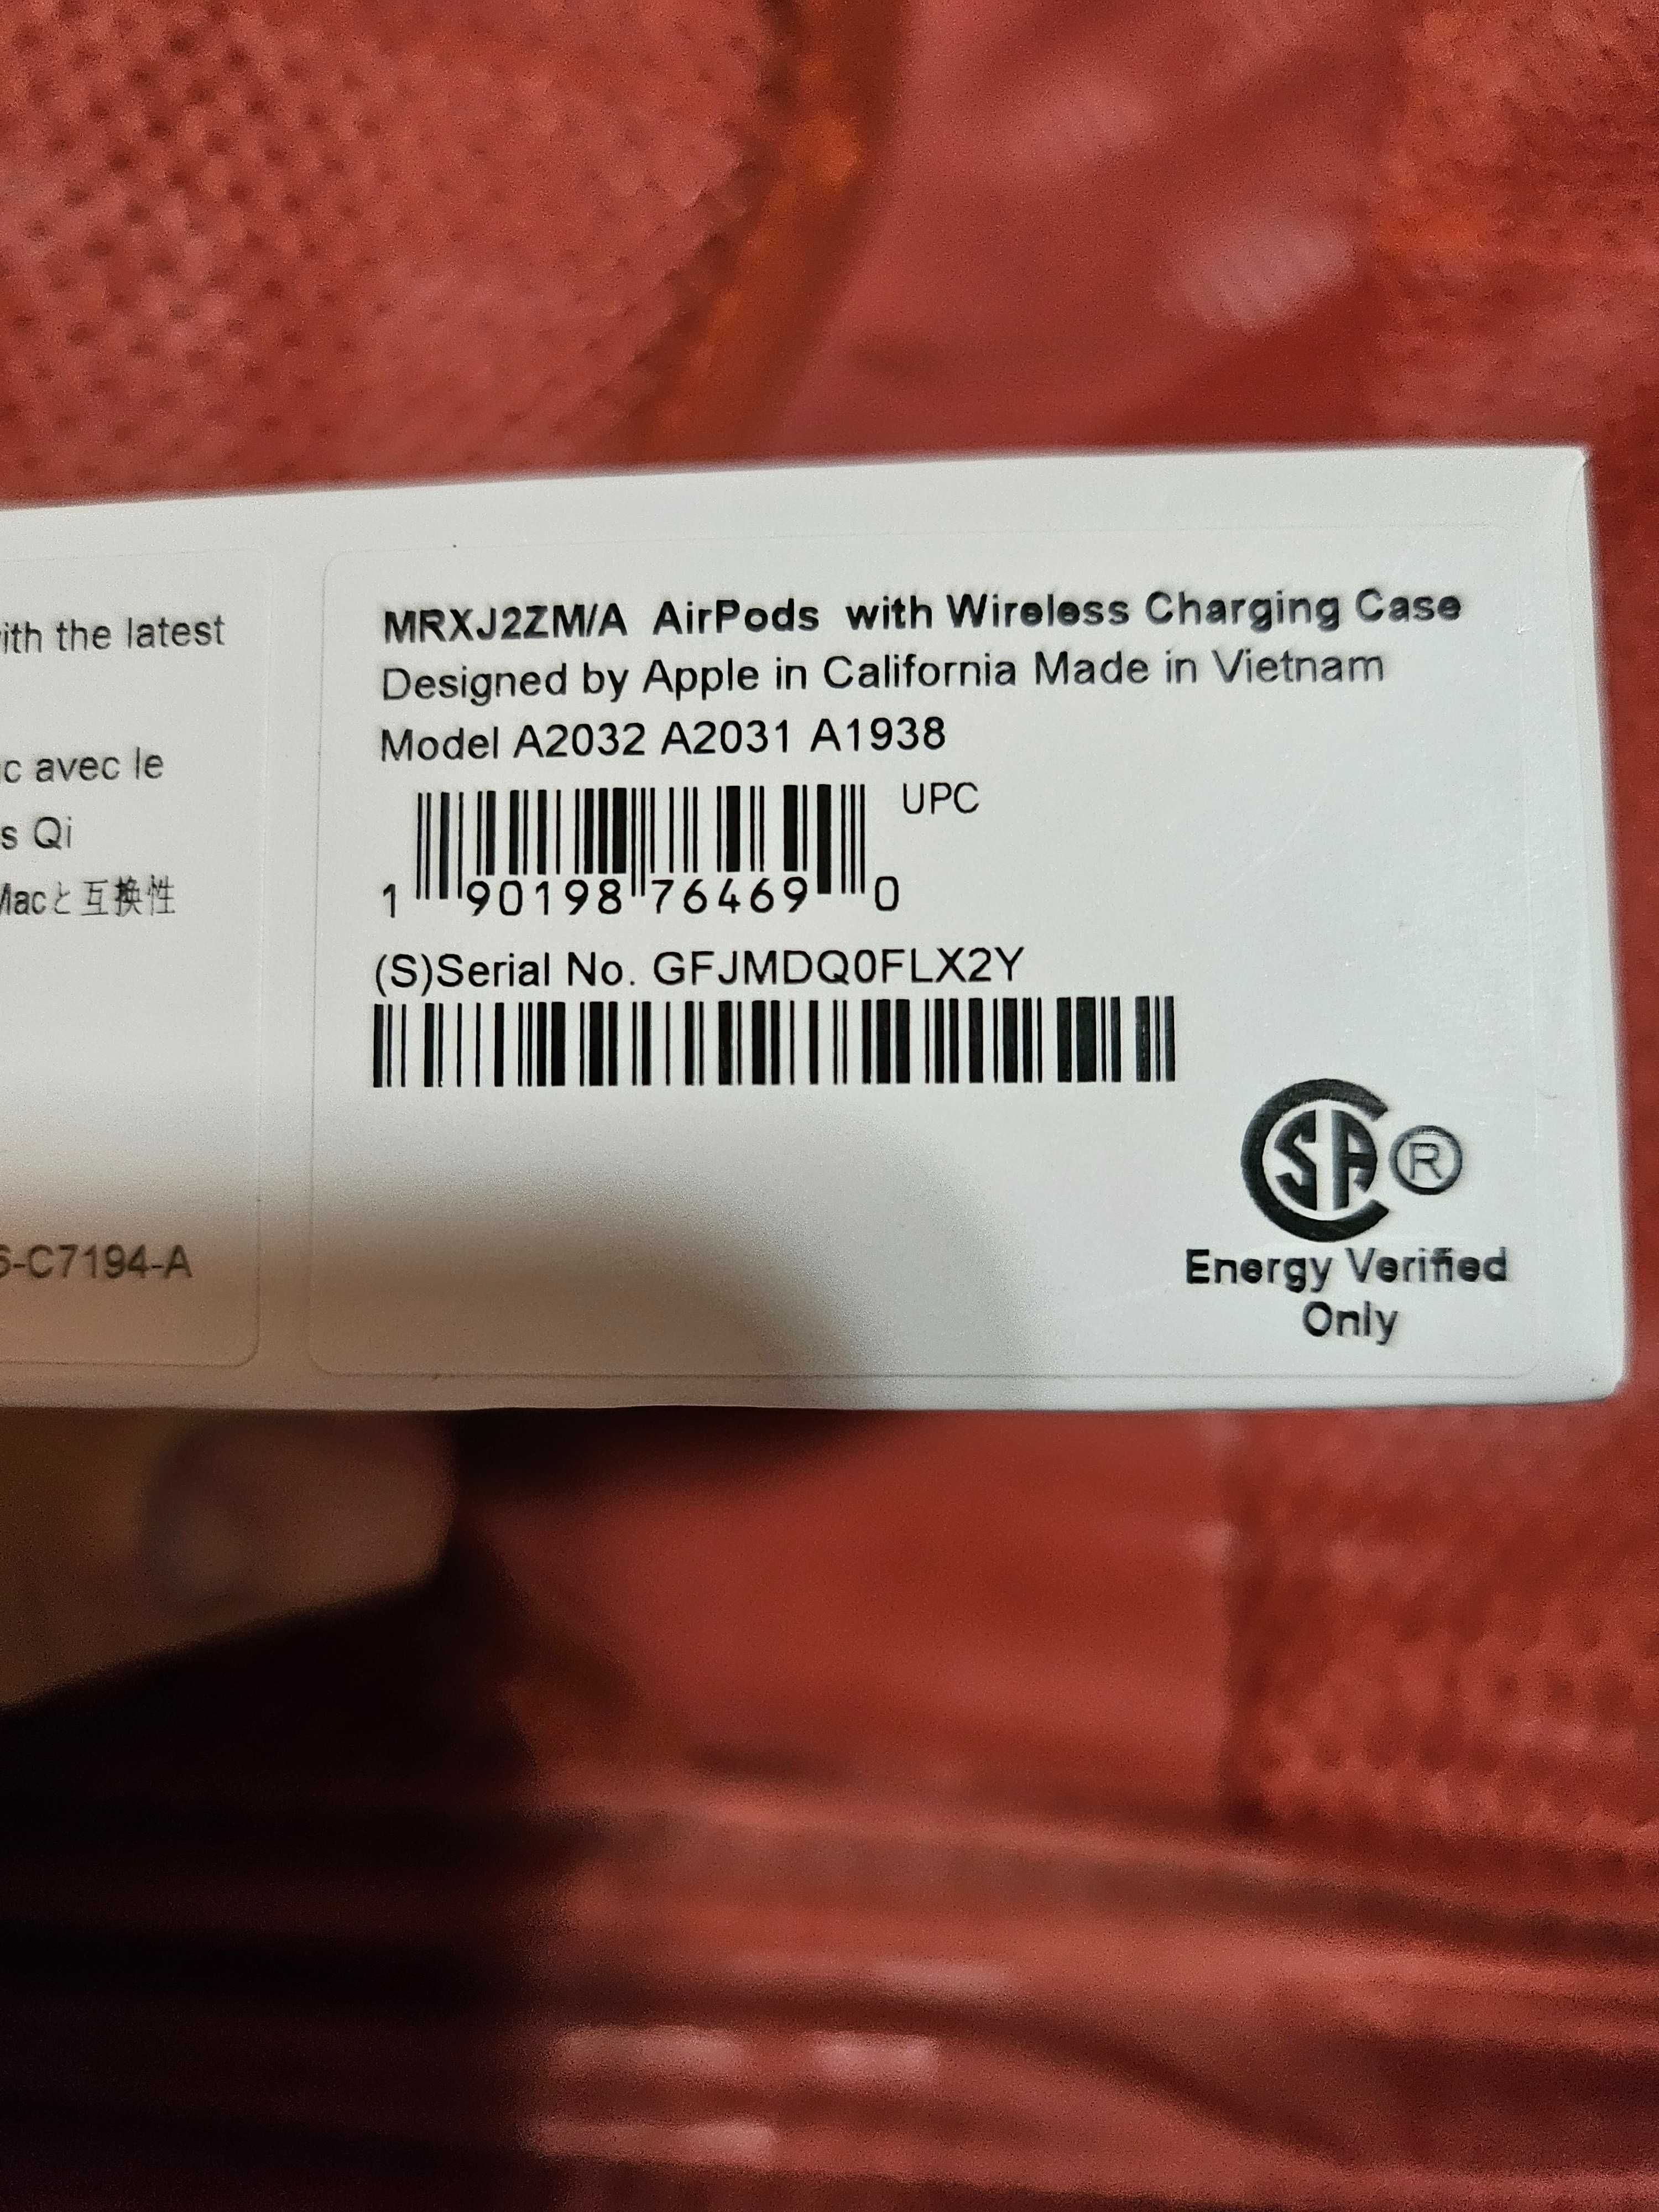 ith the latest
c avec le
s Qi
Macと互換性
6-C7194-A
MRXJ2ZM/A AirPods with Wireless Charging Case
Designed by Apple in California Made in Vietnam
Model A2032 A2031 A1938
UPC
1 90198 76469 0
(S)Serial No. GFJMDQ0FLX2Y
CSA ®
Energy Verified
Only